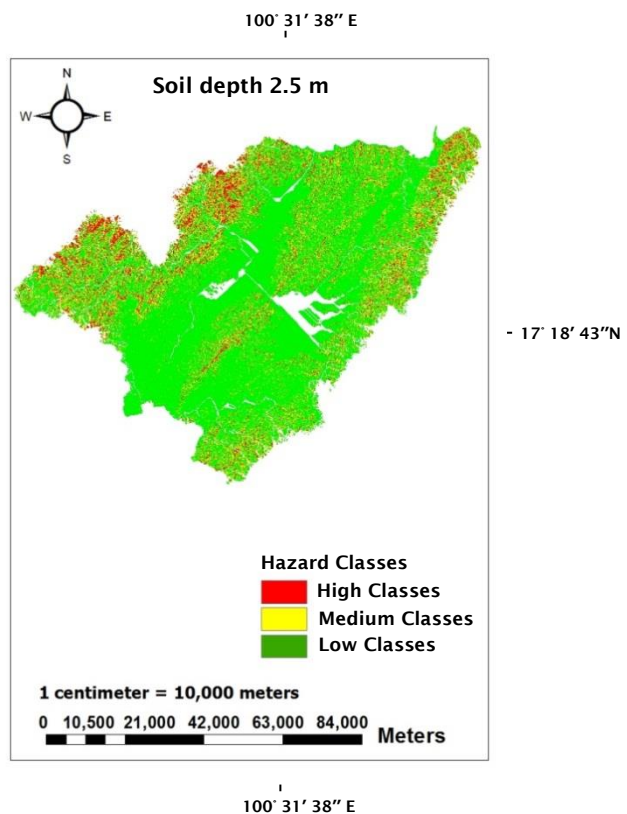 100° 31' 38" E
Soil depth 2.5 m
N
W E
S
- 17° 18' 43"N
Hazard Classes
High Classes
Medium Classes
Low Classes
1 centimeter = 10,000 meters
0 10,500 21,000 42,000 63,000 84,000
Meters
100° 31' 38" E